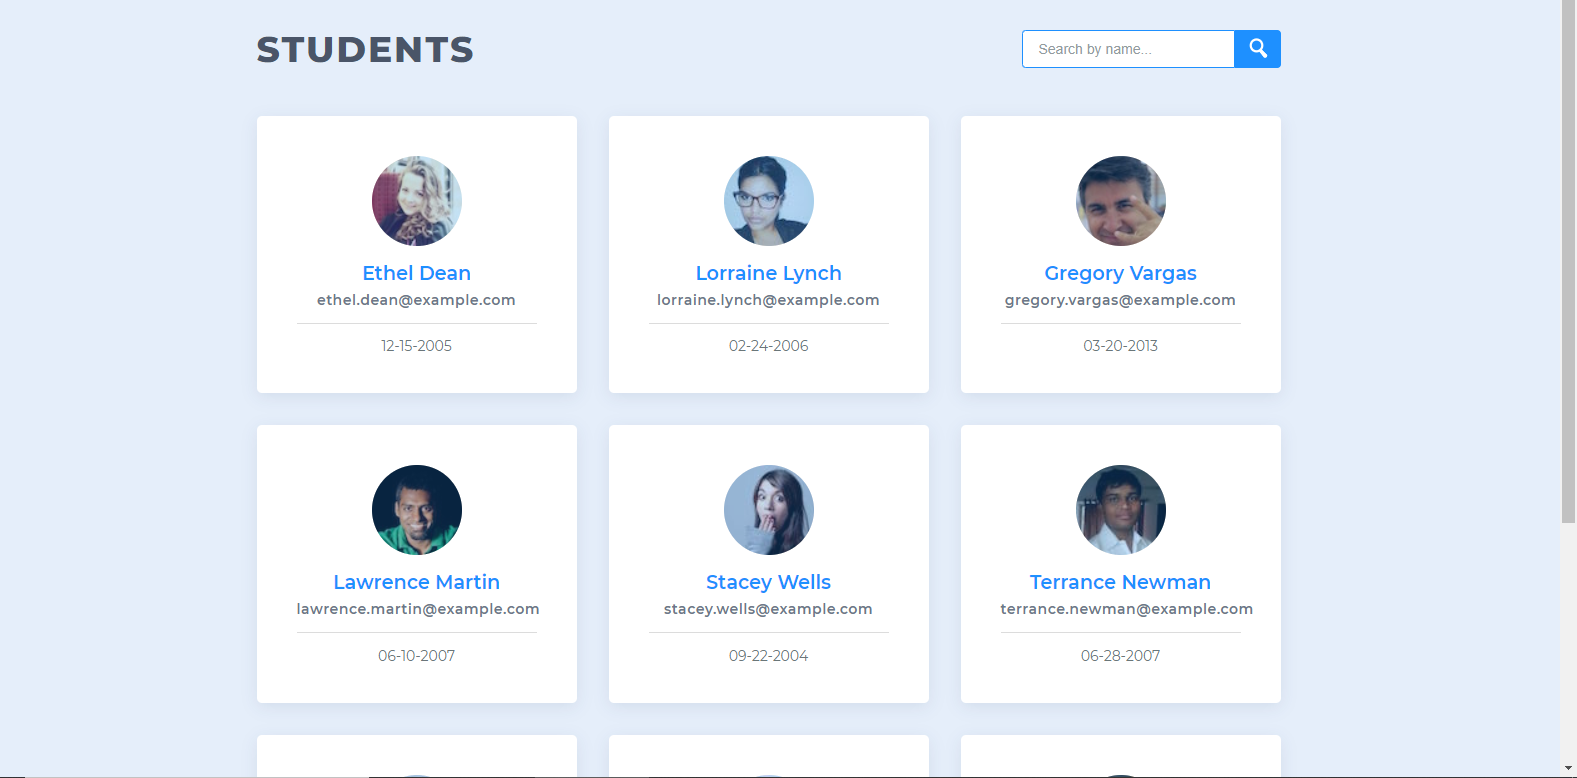 STUDENTS
Search by name...
Ethel Dean
ethel.dean@example.com
12-15-2005
Lorraine Lynch
lorraine.lynch@example.com
02-24-2006
Gregory Vargas
gregory.vargas@example.com
03-20-2013
Lawrence Martin
lawrence.martin@example.com
06-10-2007
Stacey Wells
stacey.wells@example.com
09-22-2004
Terrance Newman
terrance.newman@example.com
06-28-2007